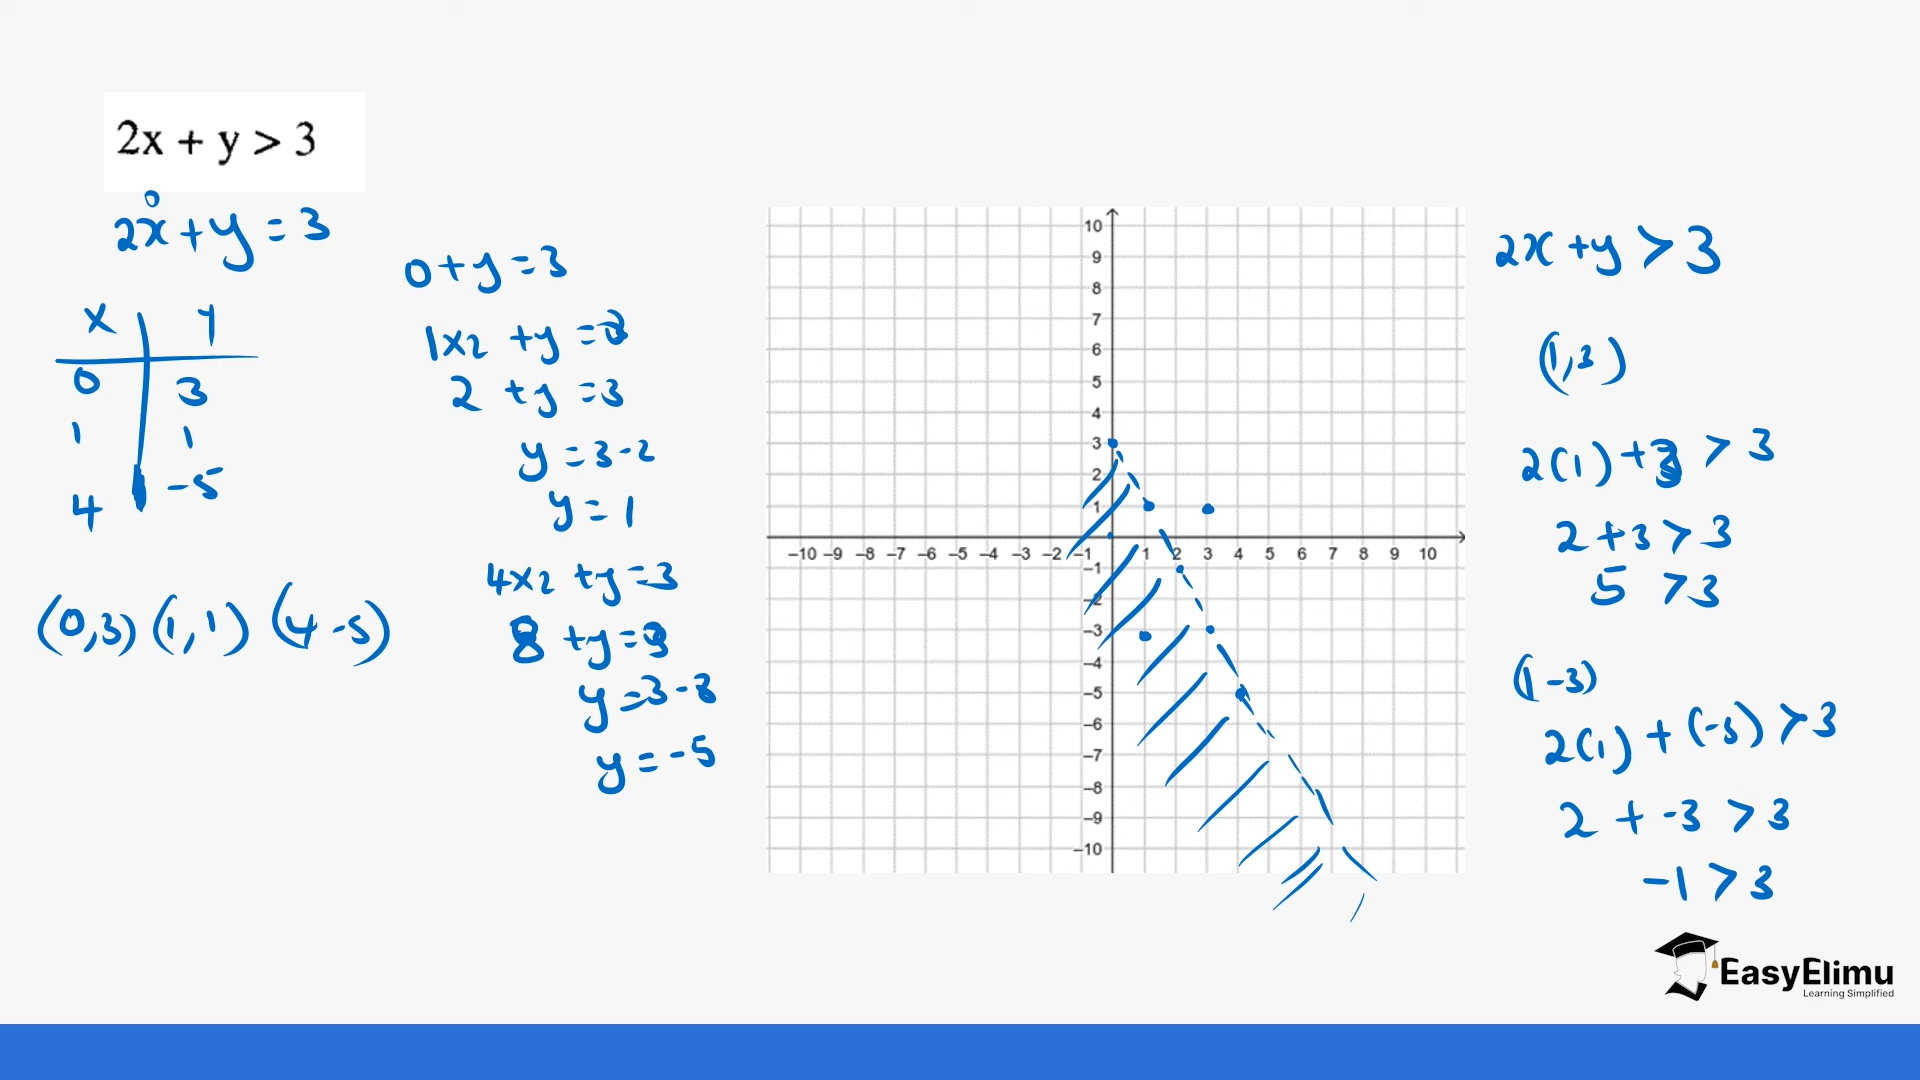 2x + y > 3
0
2x + y = 3
x y
0 3
1 1
4 -5
(0,3) (1,1) (4 -5)
0 + y = 3
1x2 + y = 3
2 + y = 3
y = 3 - 2
y = 1
4x2 + y = 3
8 + y = 3
y = 3 - 8
y = -5
10
9
8
7
6
5
4
3
2
1
–10 –9 –8 –7 –6 –5 –4 –3 –2 –1 1 2 3 4 5 6 7 8 9 10
–1
–2
–3
–4
–5
–6
–7
–8
–9
–10
2x + y > 3
(1,3)
2(1) + 3 > 3
2 + 3 > 3
5 > 3
(1 -3)
2(1) + (-3) > 3
2 + -3 > 3
-1 > 3
EasyElimu
Learning Simplified